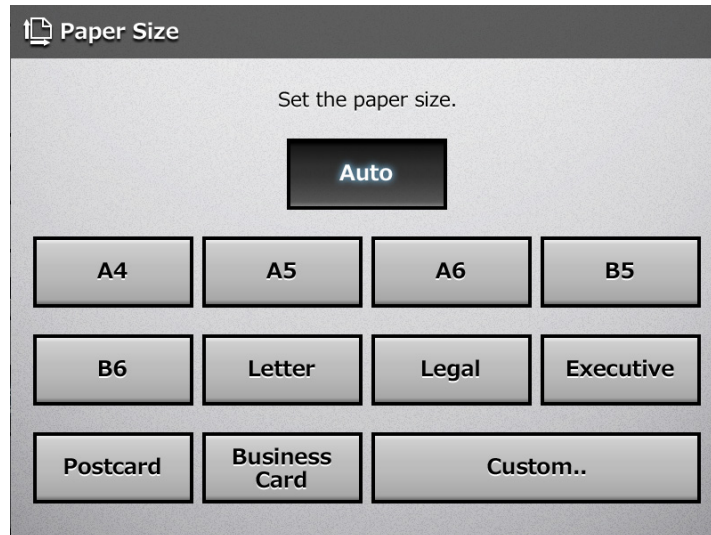 Paper Size
Set the paper size.
Auto
A4
A5
A6
B5
B6
Letter
Legal
Executive
Postcard
Business
Card
Custom..